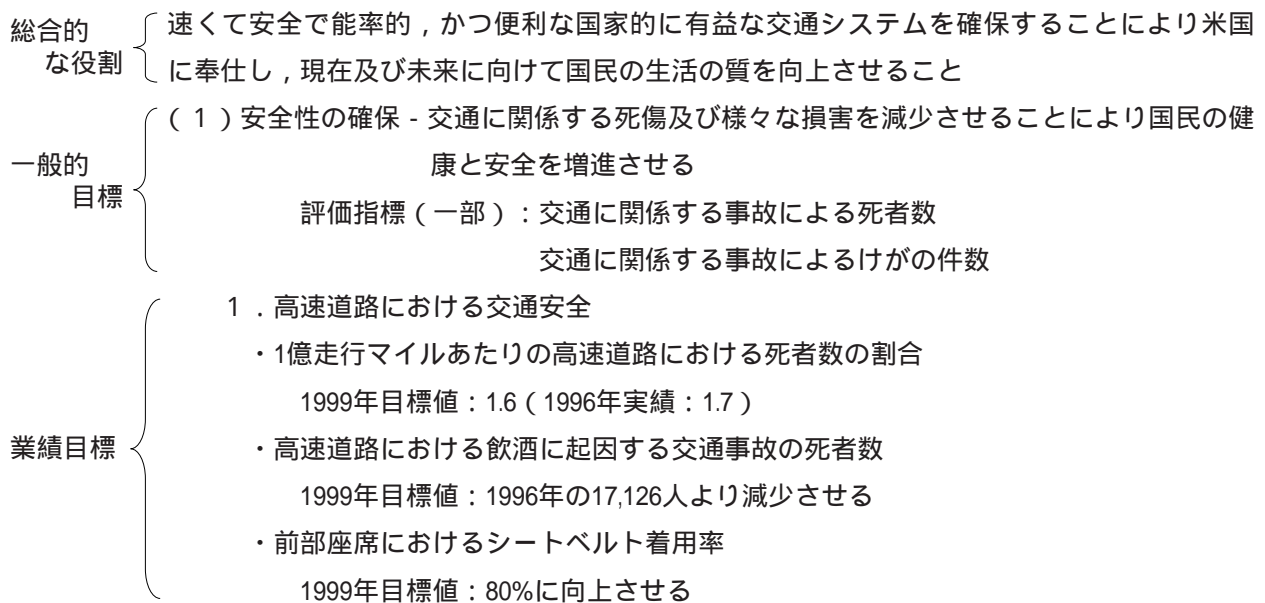 総合的
な役割
速くて安全で能率的，かつ便利な国家的に有益な交通システムを確保することにより米国
に奉仕し，現在及び未来に向けて国民の生活の質を向上させること
一般的
目標
（１）安全性の確保 - 交通に関係する死傷及び様々な損害を減少させることにより国民の健
康と安全を増進させる
評価指標（一部）：交通に関係する事故による死者数
交通に関係する事故によるけがの件数
業績目標
１．高速道路における交通安全
・1億走行マイルあたりの高速道路における死者数の割合
1999年目標値：1.6（1996年実績：1.7）
・高速道路における飲酒に起因する交通事故の死者数
1999年目標値：1996年の17,126人より減少させる
・前部座席におけるシートベルト着用率
1999年目標値：80%に向上させる